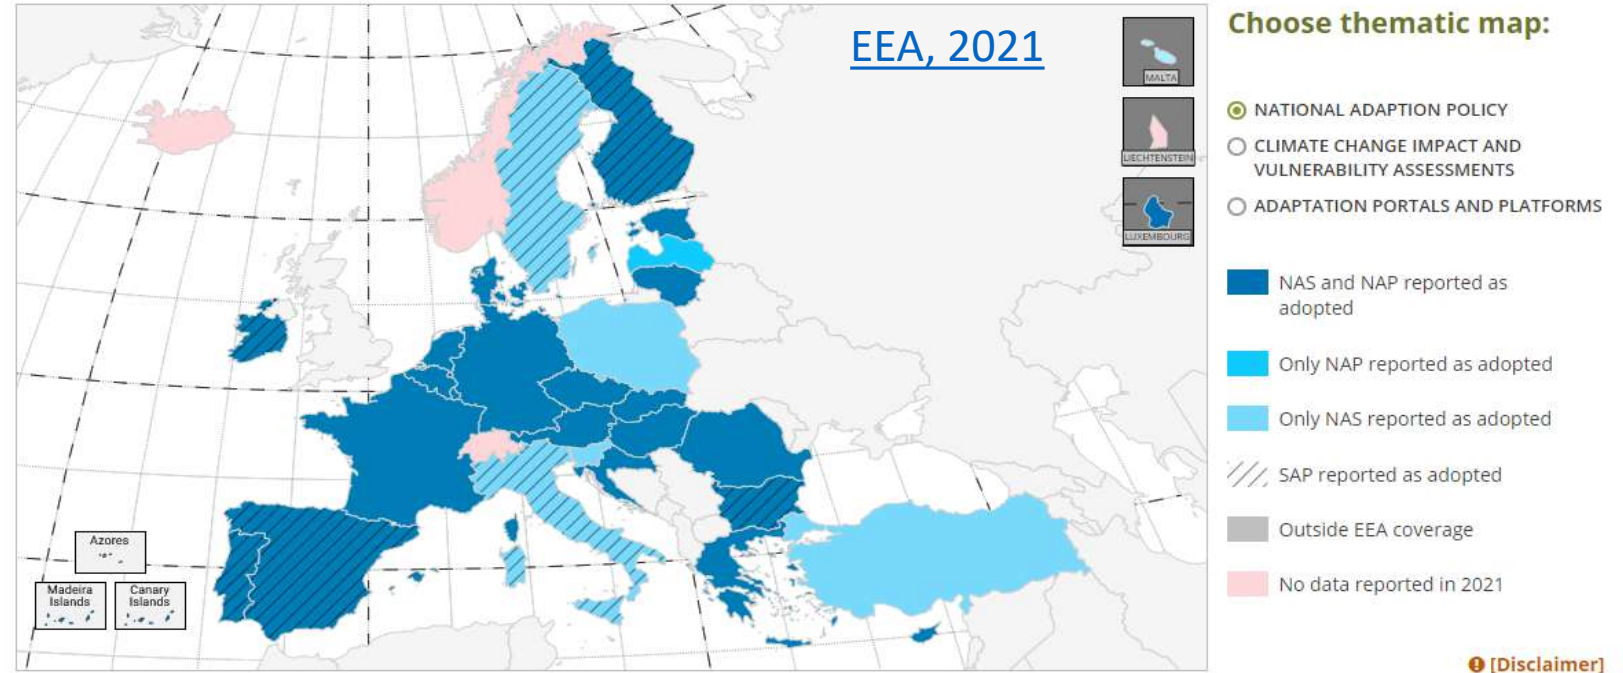 EEA, 2021
MALTA
LIECHTENSTEIN
LUXEMBOURG
Azores
Madeira
Islands
Canary
Islands
Choose thematic map:
NATIONAL ADAPTION POLICY
CLIMATE CHANGE IMPACT AND
VULNERABILITY ASSESSMENTS
ADAPTATION PORTALS AND PLATFORMS
NAS and NAP reported as
adopted
Only NAP reported as adopted
Only NAS reported as adopted
SAP reported as adopted
Outside EEA coverage
No data reported in 2021
[Disclaimer]